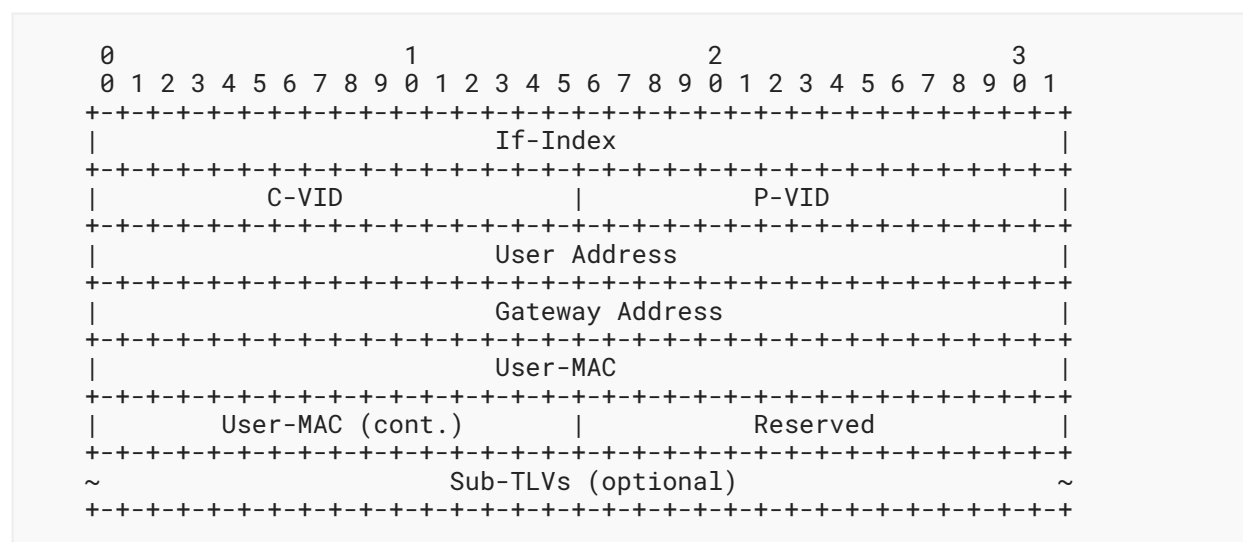 0                   1                   2                   3
0 1 2 3 4 5 6 7 8 9 0 1 2 3 4 5 6 7 8 9 0 1 2 3 4 5 6 7 8 9 0 1
+-+-+-+-+-+-+-+-+-+-+-+-+-+-+-+-+-+-+-+-+-+-+-+-+-+-+-+-+-+-+-+-+
|                          If-Index                             |
+-+-+-+-+-+-+-+-+-+-+-+-+-+-+-+-+-+-+-+-+-+-+-+-+-+-+-+-+-+-+-+-+
|           C-VID               |           P-VID               |
+-+-+-+-+-+-+-+-+-+-+-+-+-+-+-+-+-+-+-+-+-+-+-+-+-+-+-+-+-+-+-+-+
|                          User Address                         |
+-+-+-+-+-+-+-+-+-+-+-+-+-+-+-+-+-+-+-+-+-+-+-+-+-+-+-+-+-+-+-+-+
|                          Gateway Address                      |
+-+-+-+-+-+-+-+-+-+-+-+-+-+-+-+-+-+-+-+-+-+-+-+-+-+-+-+-+-+-+-+-+
|                          User-MAC                             |
+-+-+-+-+-+-+-+-+-+-+-+-+-+-+-+-+-+-+-+-+-+-+-+-+-+-+-+-+-+-+-+-+
|        User-MAC (cont.)       |           Reserved            |
+-+-+-+-+-+-+-+-+-+-+-+-+-+-+-+-+-+-+-+-+-+-+-+-+-+-+-+-+-+-+-+-+
~                       Sub-TLVs (optional)                     ~
+-+-+-+-+-+-+-+-+-+-+-+-+-+-+-+-+-+-+-+-+-+-+-+-+-+-+-+-+-+-+-+-+